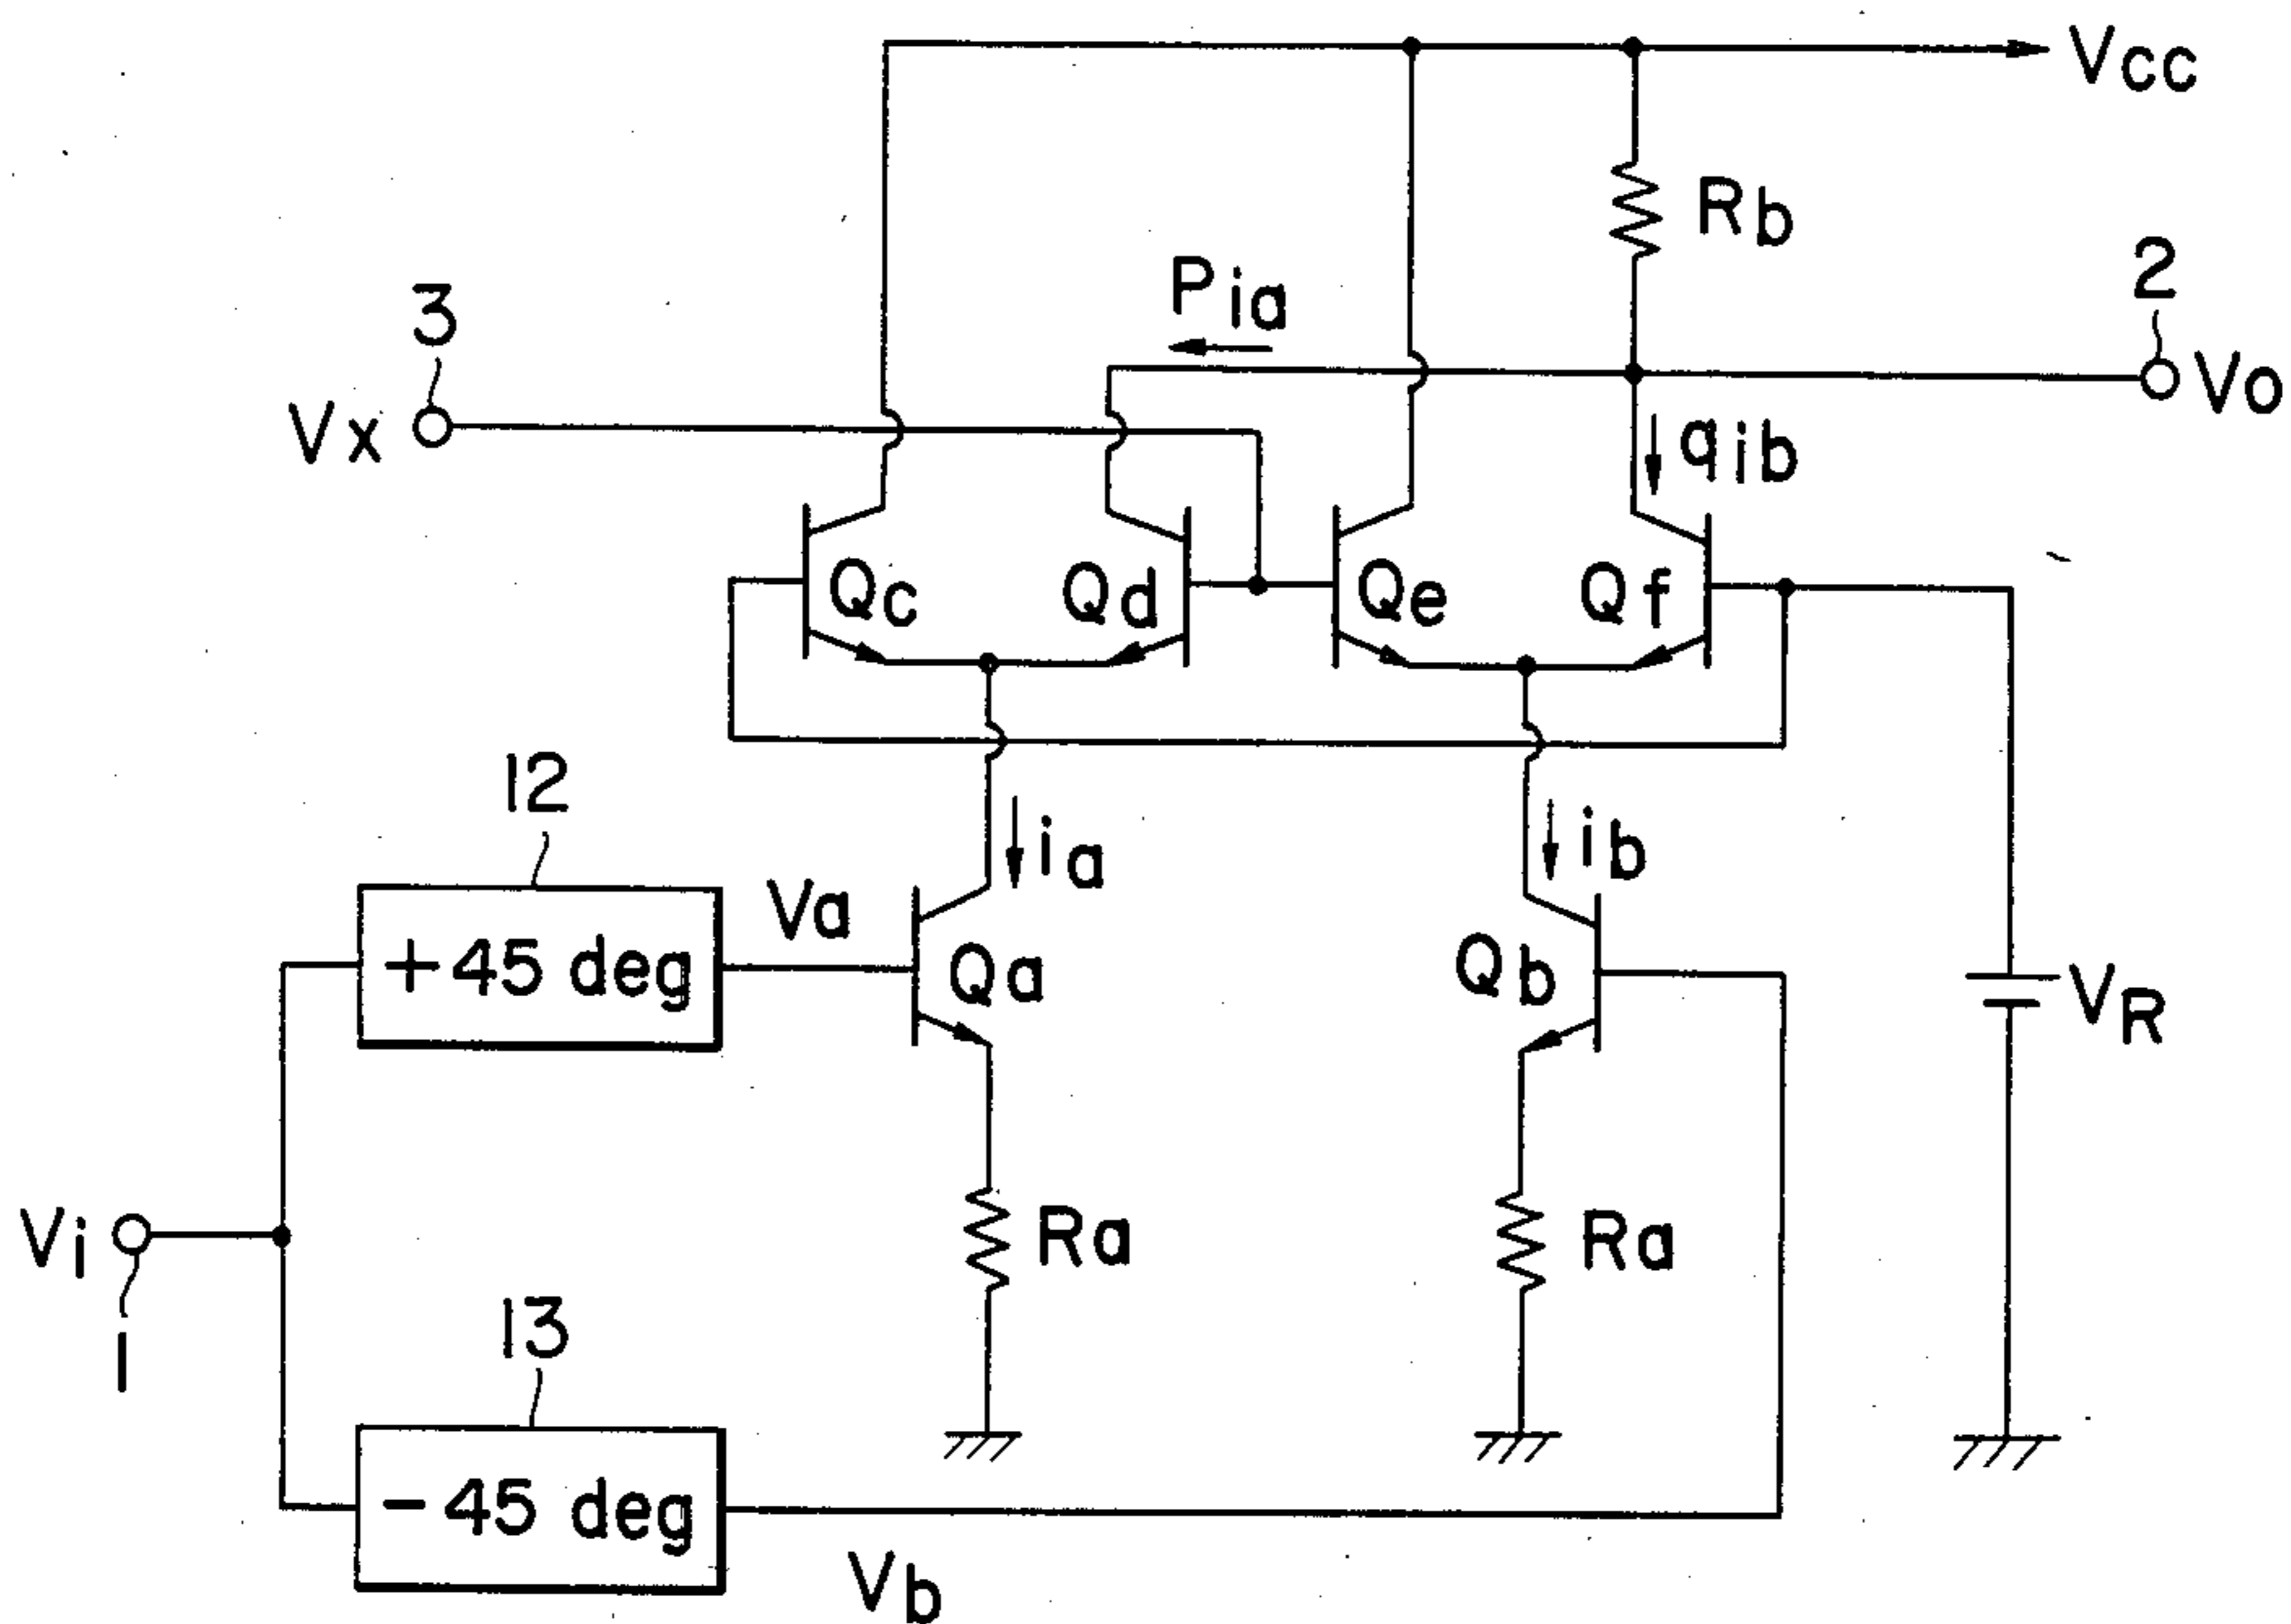 Vcc
Rb
2
Pia
3
Vo
Vx
qib
Qc
Qd
Qe
Qf
12
ia
ib
Va
+45 deg
Qa
Qb
VR
Vi
Ra
Ra
1
13
-45 deg
Vb